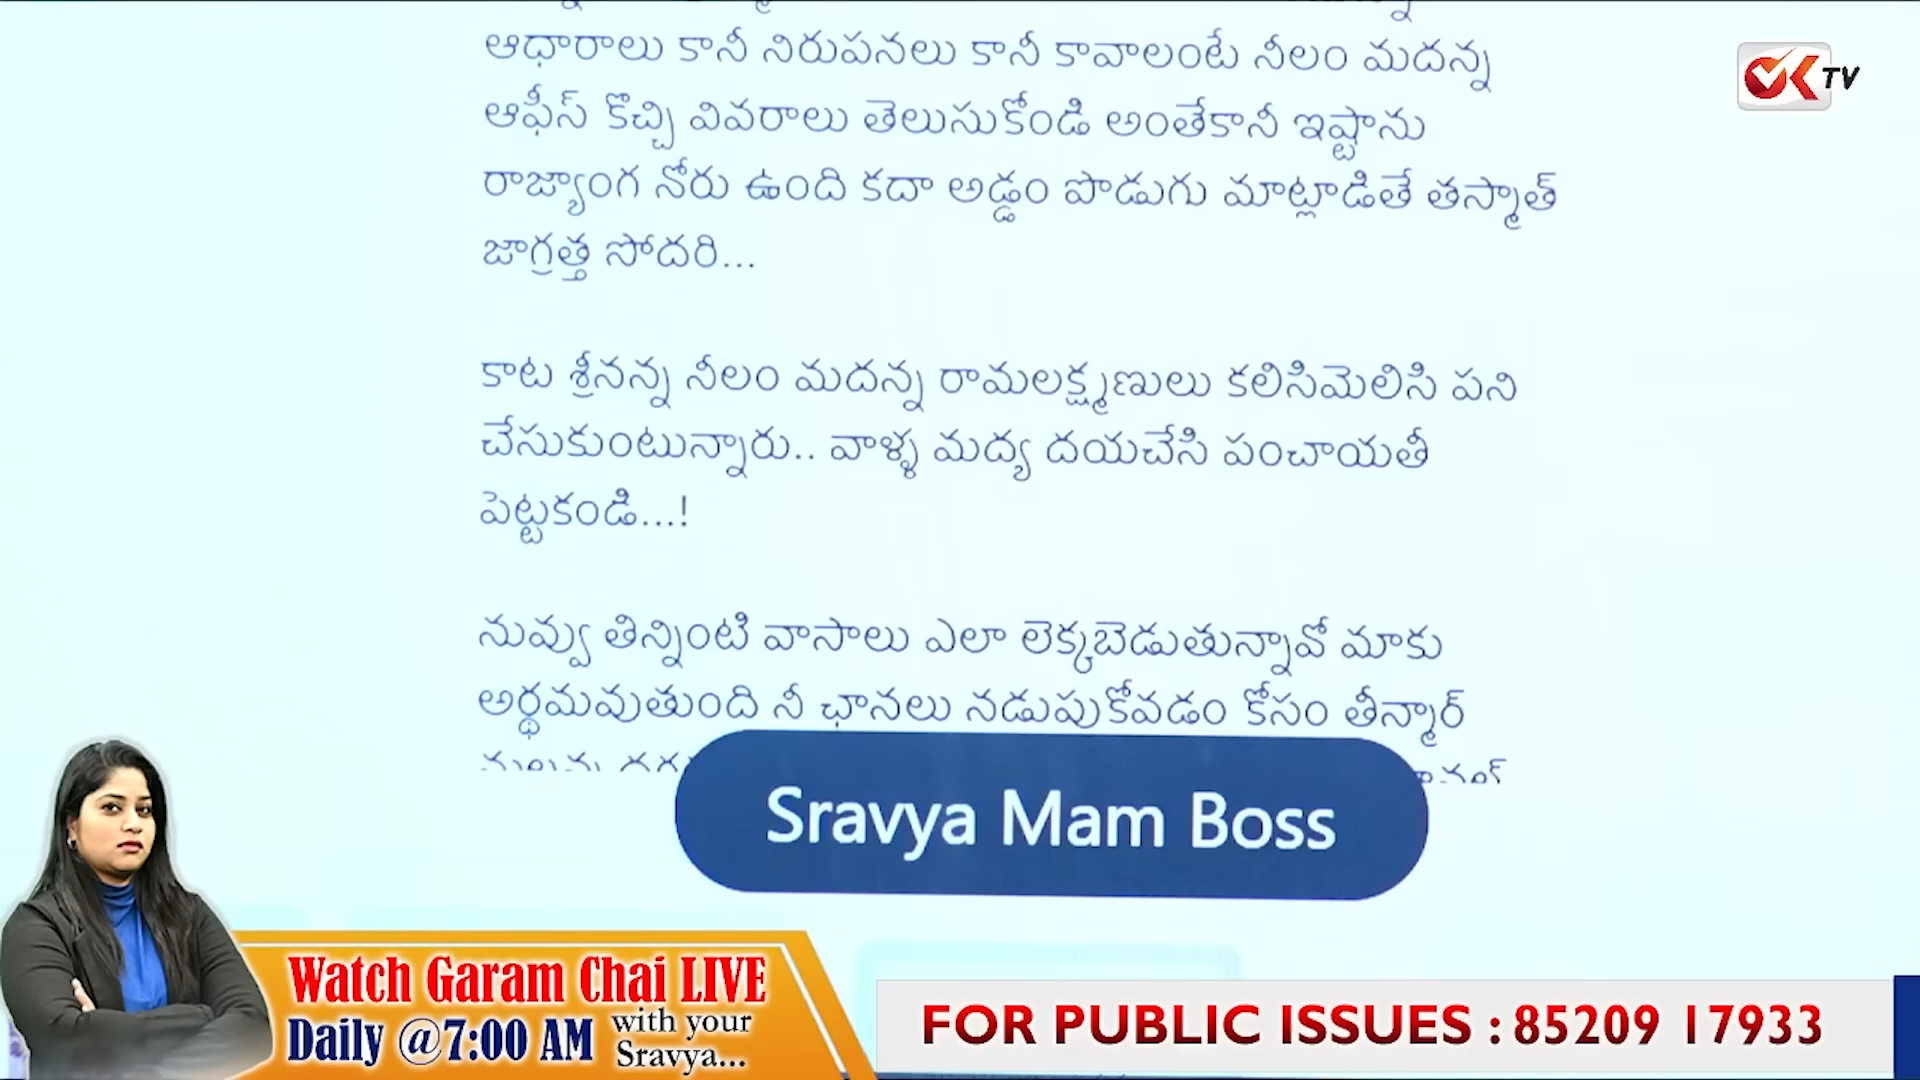 ఆధారాలు కానీ నిరుపనలు కానీ కావాలంటే నీలం మదన్న
ఆఫీస్ కొచ్చి వివరాలు తెలుసుకోండి అంతేకానీ ఇష్టాను
రాజ్యాంగ నోరు ఉంది కదా అడ్డం పొడుగు మాట్లాడితే తస్మాత్
జాగ్రత్త సోదరి...
కాట శ్రీనన్న నీలం మదన్న రామలక్ష్మణులు కలిసిమెలిసి పని
చేసుకుంటున్నారు.. వాళ్ళ మద్య దయచేసి పంచాయతీ
పెట్టకండి...!
నువ్వు తిన్నింటి వాసాలు ఎలా లెక్కబెడుతున్నావో మాకు
అర్థమవుతుంది నీ ఛానలు నడుపుకోవడం కోసం తీన్మార్
Sravya Mam Boss
OK TV
Watch Garam Chai LIVE
Daily @7:00 AM with your Sravya...
FOR PUBLIC ISSUES : 85209 17933